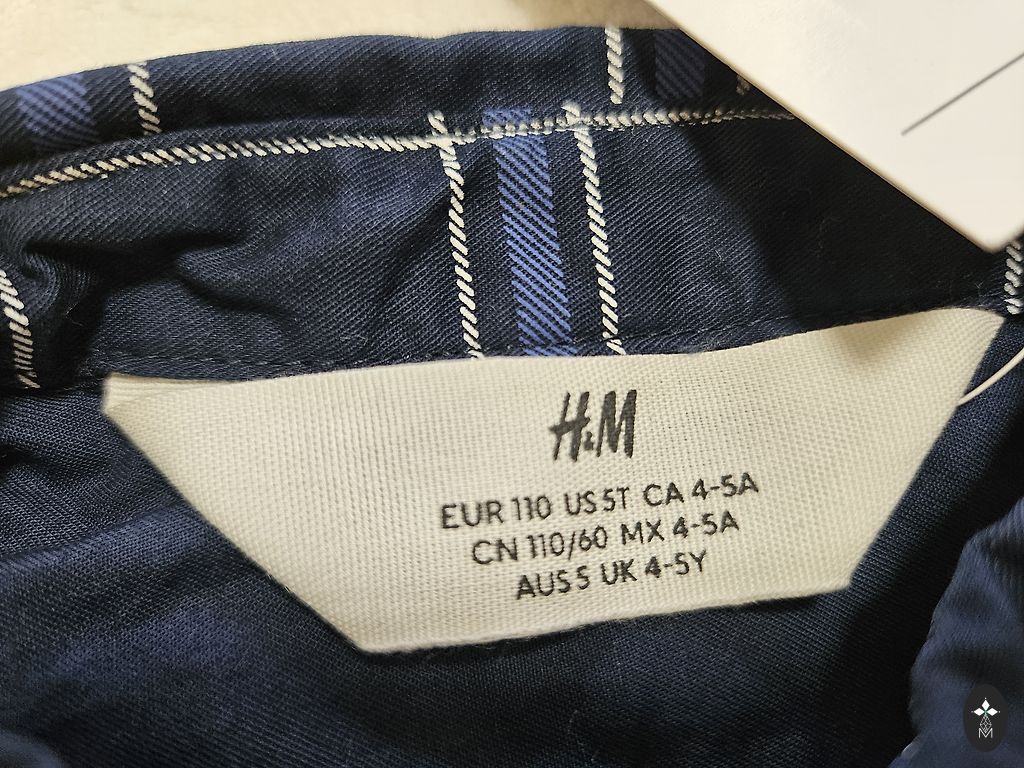 H&M
EUR 110 US 5T CA 4-5A
CN 110/60 MX 4-5A
AUS 5 UK 4-5Y
M